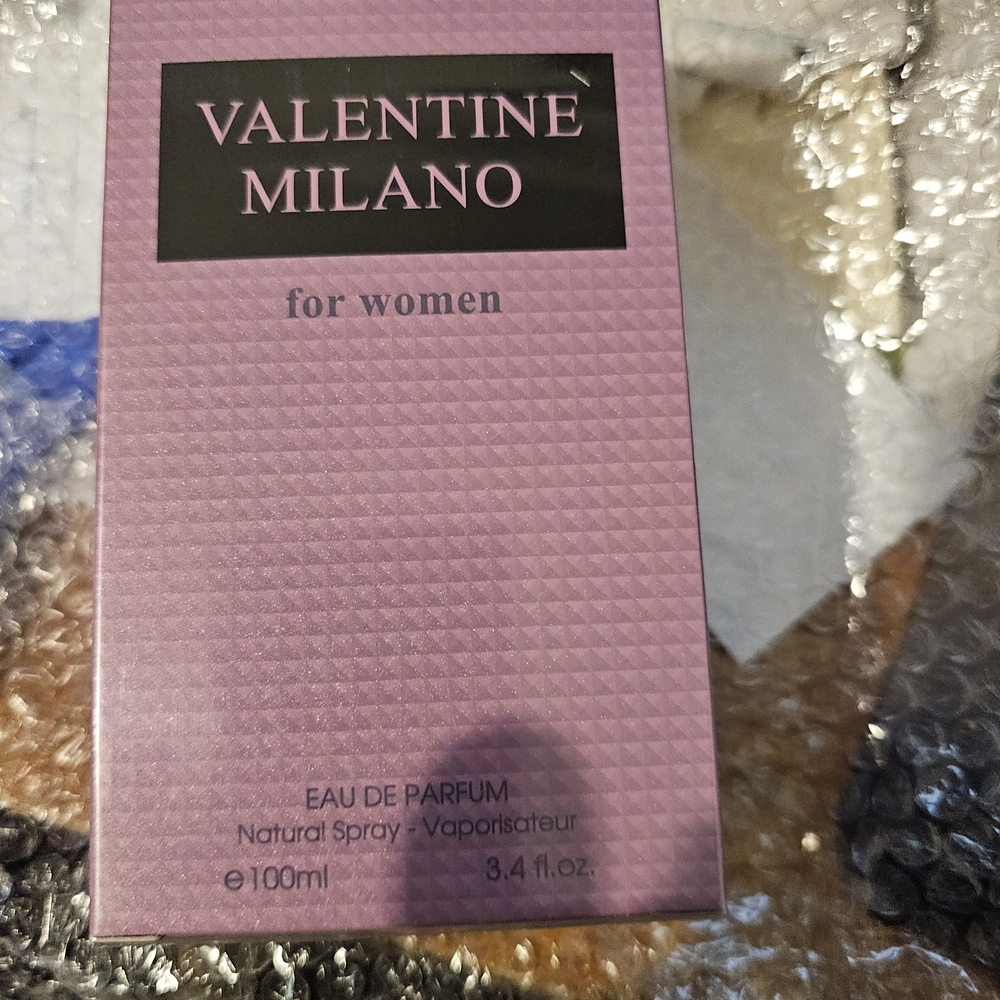 VALENTINE
MILANO
for women
EAU DE PARFUM
Natural Spray - Vaporisateur
℮100ml 3.4 fl.oz.